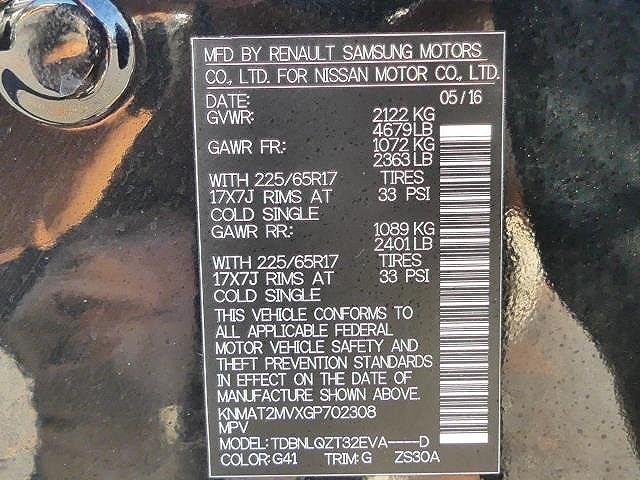 MFD BY RENAULT SAMSUNG MOTORS
CO., LTD. FOR NISSAN MOTOR CO., LTD.
DATE: 05/16
GVWR: 2122 KG
4679 LB
GAWR FR: 1072 KG
2363 LB
WITH 225/65R17 TIRES
17X7J RIMS AT 33 PSI
COLD SINGLE
GAWR RR: 1089 KG
2401 LB
WITH 225/65R17 TIRES
17X7J RIMS AT 33 PSI
COLD SINGLE
THIS VEHICLE CONFORMS TO
ALL APPLICABLE FEDERAL
MOTOR VEHICLE SAFETY AND
THEFT PREVENTION STANDARDS
IN EFFECT ON THE DATE OF
MANUFACTURE SHOWN ABOVE.
KNMAT2MVXGP702308
MPV
MODEL: TDBNLQZT32EVA----D
COLOR: G41 TRIM: G ZS30A